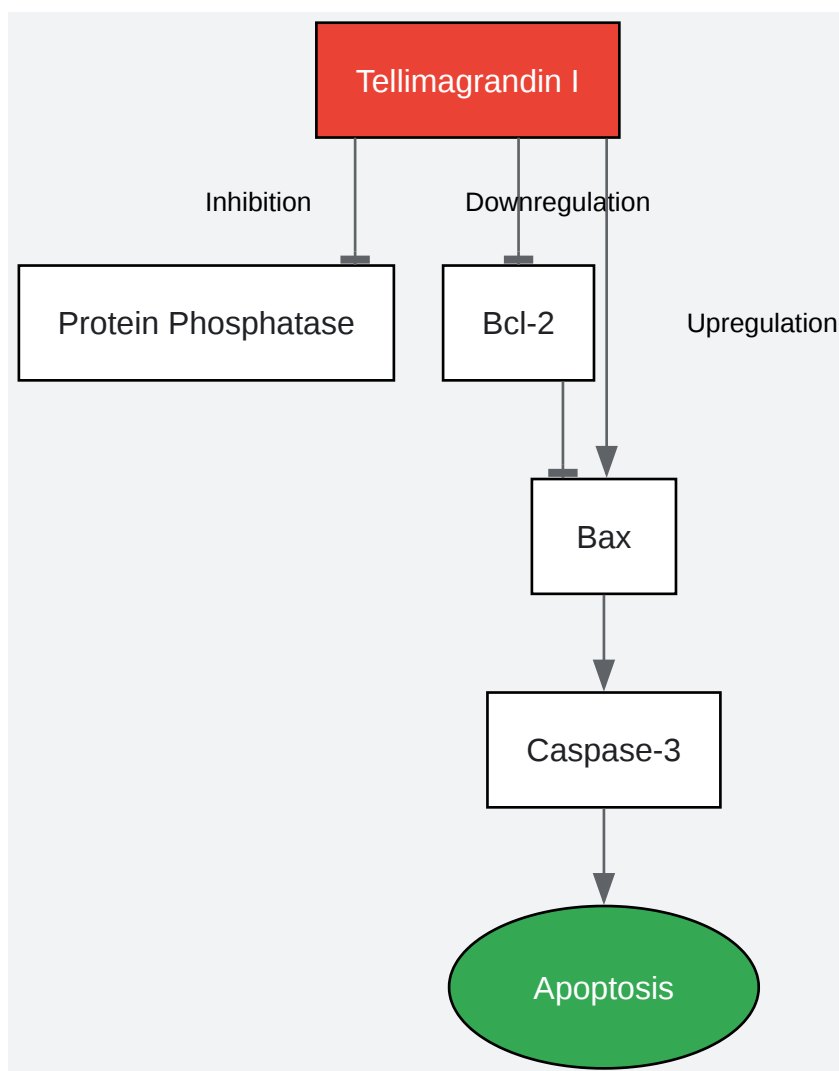 Tellimagrandin I
Inhibition
Downregulation
Protein Phosphatase
Bcl-2
Upregulation
Bax
Caspase-3
Apoptosis